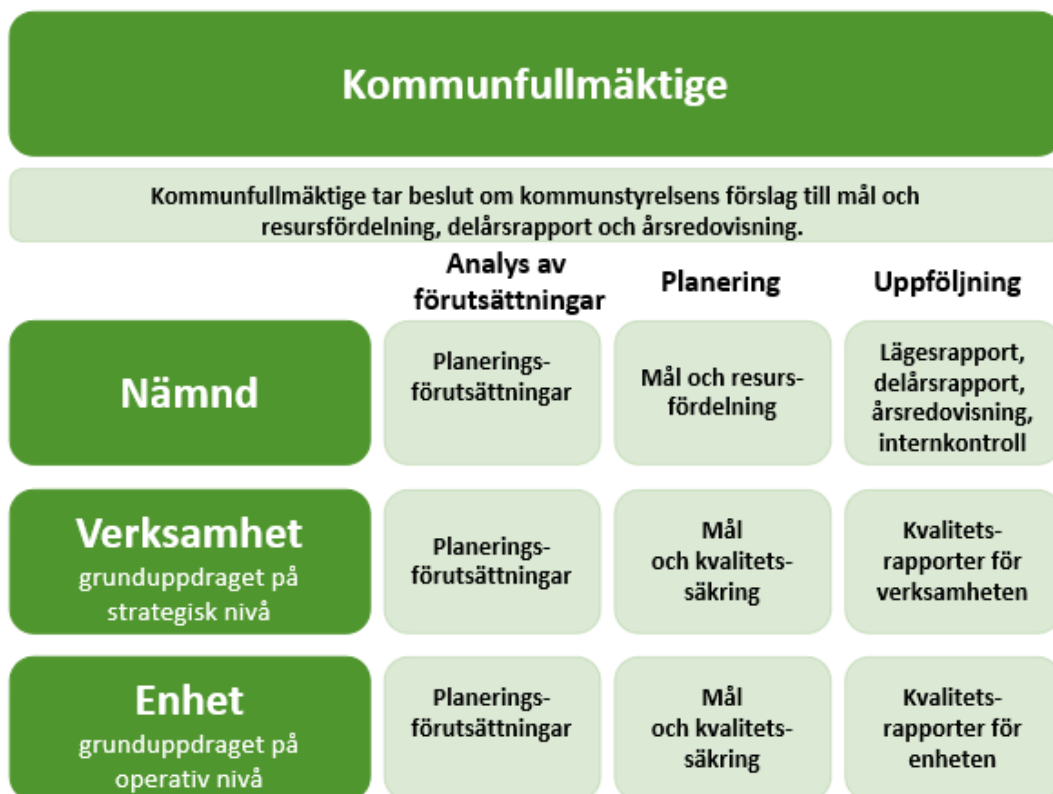 Kommunfullmäktige
Kommunfullmäktige tar beslut om kommunstyrelsens förslag till mål och
resursfördelning, delårsrapport och årsredovisning.
Analys av
förutsättningar
Planering
Uppföljning
Nämnd
Planerings-
förutsättningar
Mål och resurs-
fördelning
Lägesrapport,
delårsrapport,
årsredovisning,
internkontroll
Verksamhet
grunduppdraget på
strategisk nivå
Planerings-
förutsättningar
Mål
och kvalitets-
säkring
Kvalitets-
rapporter för
verksamheten
Enhet
grunduppdraget på
operativ nivå
Planerings-
förutsättningar
Mål
och kvalitets-
säkring
Kvalitets-
rapporter för
enheten